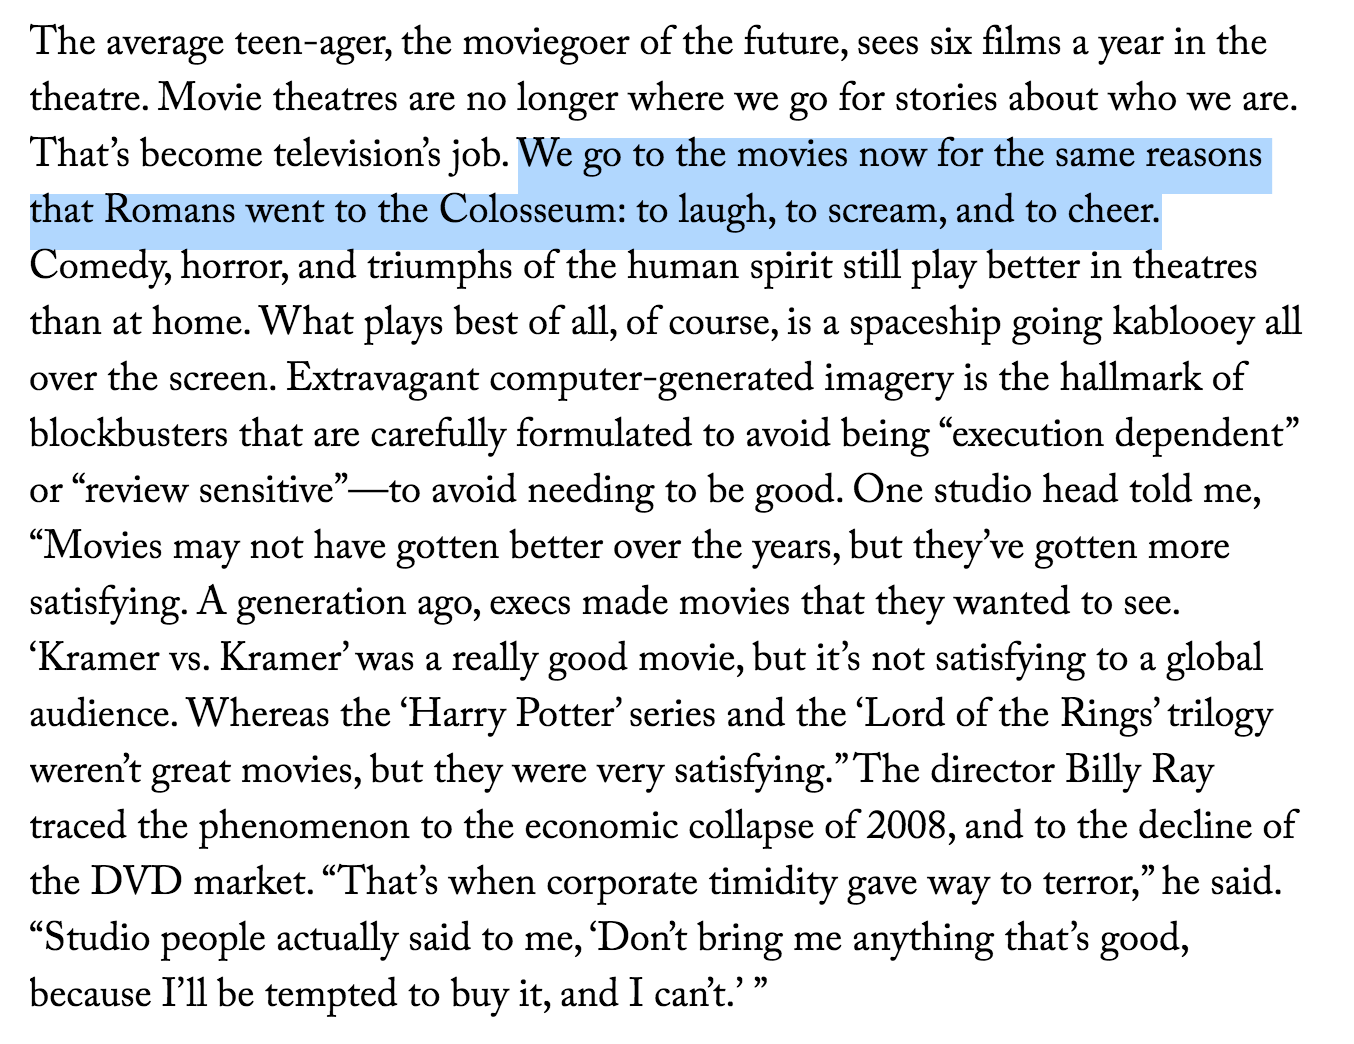 The average teen-ager, the moviegoer of the future, sees six films a year in the
theatre. Movie theatres are no longer where we go for stories about who we are.
That’s become television’s job. We go to the movies now for the same reasons
that Romans went to the Colosseum: to laugh, to scream, and to cheer.
Comedy, horror, and triumphs of the human spirit still play better in theatres
than at home. What plays best of all, of course, is a spaceship going kablooey all
over the screen. Extravagant computer-generated imagery is the hallmark of
blockbusters that are carefully formulated to avoid being “execution dependent”
or “review sensitive”—to avoid needing to be good. One studio head told me,
“Movies may not have gotten better over the years, but they’ve gotten more
satisfying. A generation ago, execs made movies that they wanted to see.
‘Kramer vs. Kramer’ was a really good movie, but it’s not satisfying to a global
audience. Whereas the ‘Harry Potter’ series and the ‘Lord of the Rings’ trilogy
weren’t great movies, but they were very satisfying.” The director Billy Ray
traced the phenomenon to the economic collapse of 2008, and to the decline of
the DVD market. “That’s when corporate timidity gave way to terror,” he said.
“Studio people actually said to me, ‘Don’t bring me anything that’s good,
because I’ll be tempted to buy it, and I can’t.’ ”